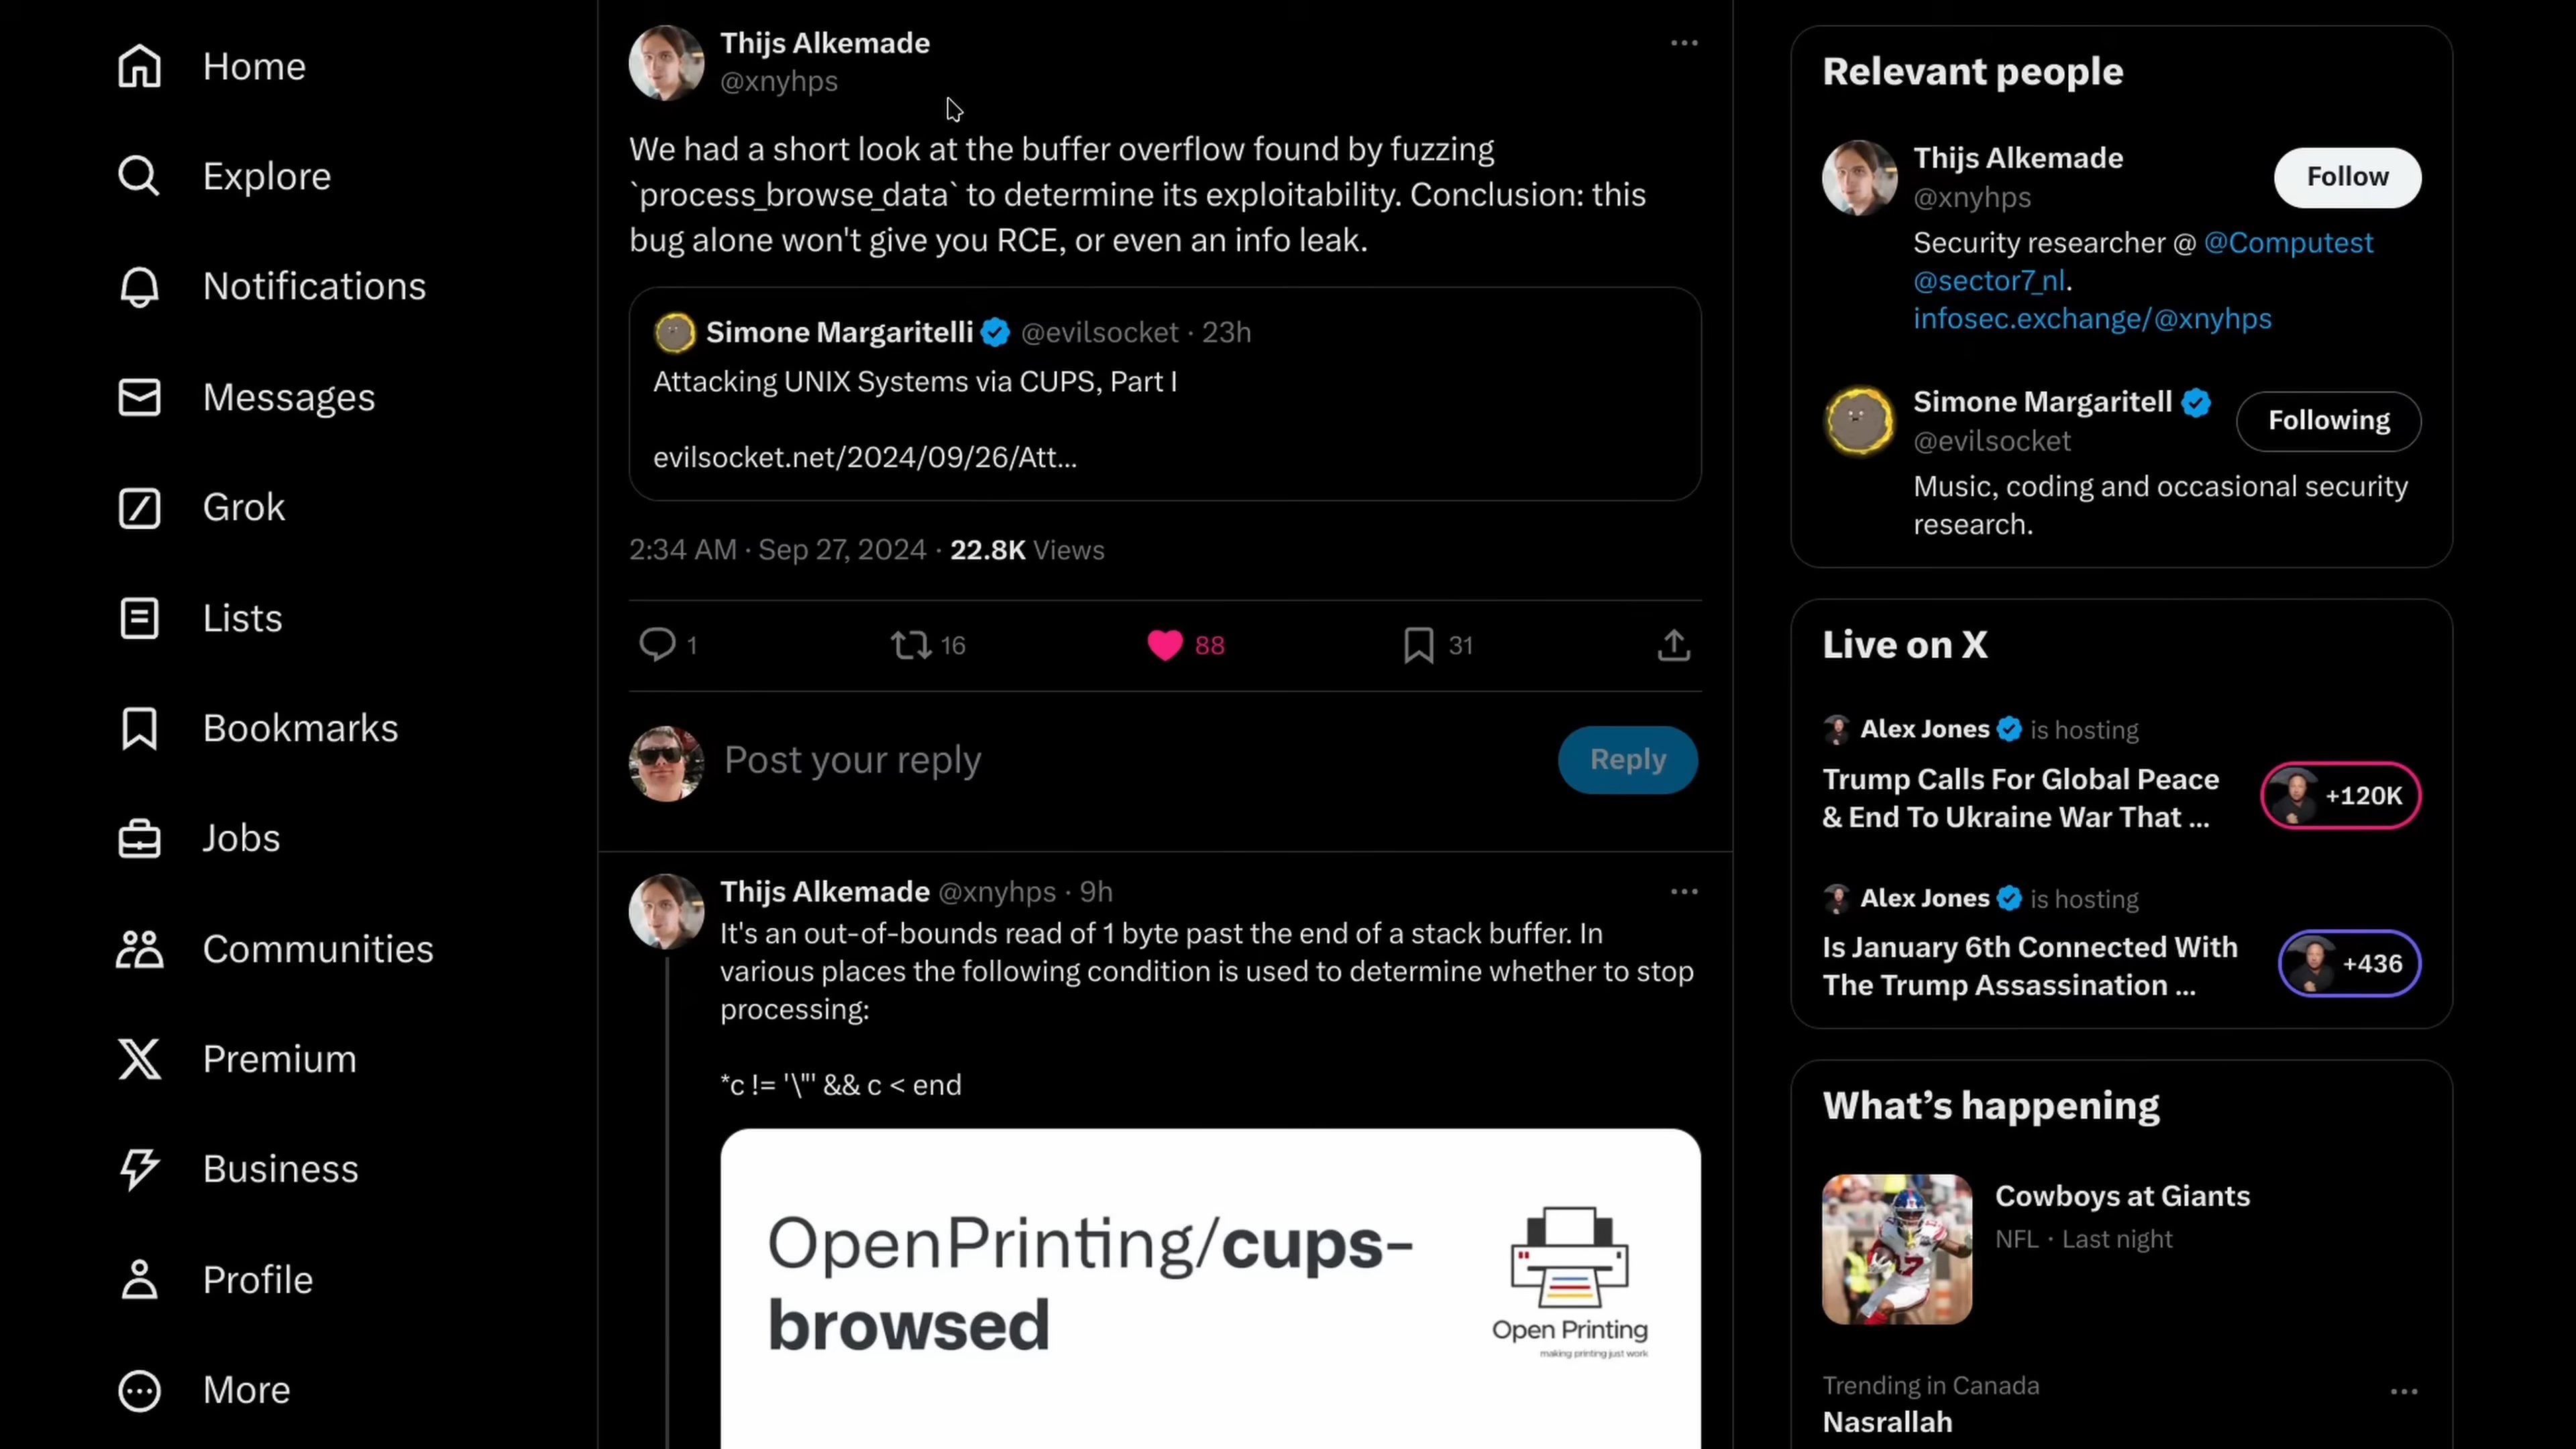 Home
Explore
Notifications
Messages
Grok
Lists
Bookmarks
Jobs
Communities
Premium
Business
Profile
More
Thijs Alkemade
@xnyhps
We had a short look at the buffer overflow found by fuzzing
`process_browse_data` to determine its exploitability. Conclusion: this
bug alone won't give you RCE, or even an info leak.
Simone Margaritelli @evilsocket · 23h
Attacking UNIX Systems via CUPS, Part I
evilsocket.net/2024/09/26/Att...
2:34 AM · Sep 27, 2024 · 22.8K Views
1 16 88 31
Post your reply
Reply
Thijs Alkemade @xnyhps · 9h
It's an out-of-bounds read of 1 byte past the end of a stack buffer. In
various places the following condition is used to determine whether to stop
processing:
*c != '\"' && c < end
OpenPrinting/cups-
browsed
Open Printing
making printing just work
Relevant people
Thijs Alkemade
@xnyhps
Follow
Security researcher @ @Computest
@sector7_nl.
infosec.exchange/@xnyhps
Simone Margaritell
@evilsocket
Following
Music, coding and occasional security
research.
Live on X
Alex Jones is hosting
Trump Calls For Global Peace
& End To Ukraine War That ...
+120K
Alex Jones is hosting
Is January 6th Connected With
The Trump Assassination ...
+436
What's happening
Cowboys at Giants
NFL · Last night
Trending in Canada
Nasrallah